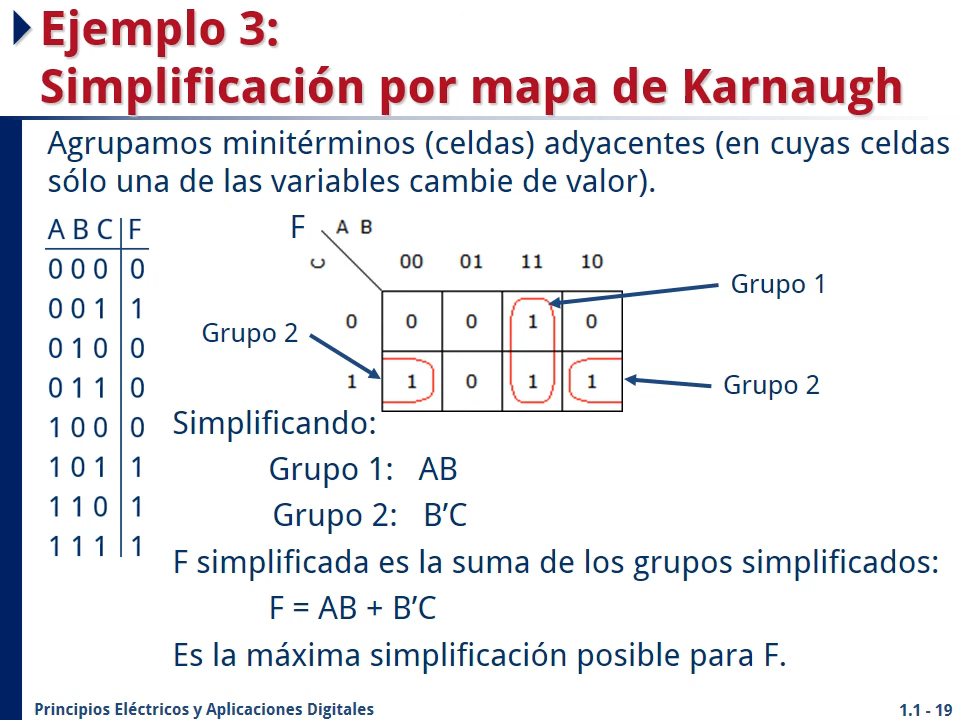 Ejemplo 3:
Simplificación por mapa de Karnaugh
Agrupamos minitérminos (celdas) adyacentes (en cuyas celdas
sólo una de las variables cambie de valor).
A B C F
0 0 0 0
0 0 1 1
0 1 0 0
0 1 1 0
1 0 0 0
1 0 1 1
1 1 0 1
1 1 1 1
F A B
C 00 01 11 10
Grupo 1
0 0 0 1 0
Grupo 2
1 1 0 1 1
Grupo 2
Simplificando:
Grupo 1: AB
Grupo 2: B’C
F simplificada es la suma de los grupos simplificados:
F = AB + B’C
Es la máxima simplificación posible para F.
Principios Eléctricos y Aplicaciones Digitales
1.1 - 19